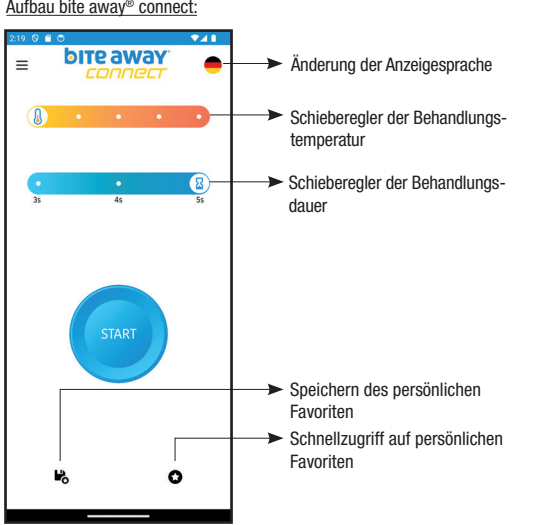 Aufbau bite away® connect:
2:19
bite away
connect
Änderung der Anzeigesprache
Schieberegler der Behandlungs-
temperatur
Schieberegler der Behandlungs-
dauer
3s 4s 5s
START
Speichern des persönlichen
Favoriten
Schnellzugriff auf persönlichen
Favoriten